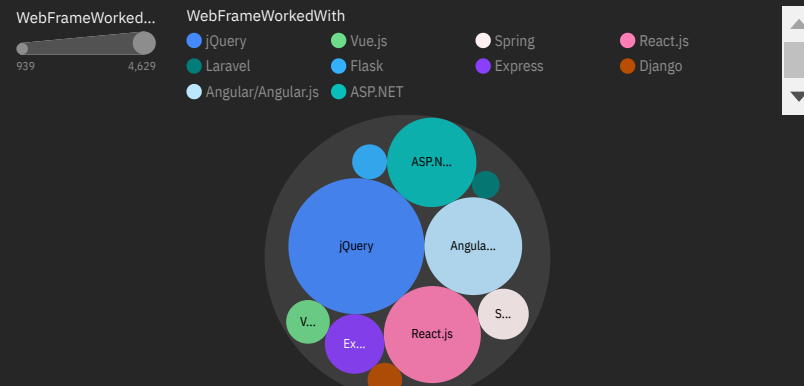 WebFrameWorked...
939 4,629
WebFrameWorkedWith
jQuery Vue.js Spring React.js
Laravel Flask Express Django
Angular/Angular.js ASP.NET
ASP.N...
jQuery Angula...
V... Ex... React.js S...